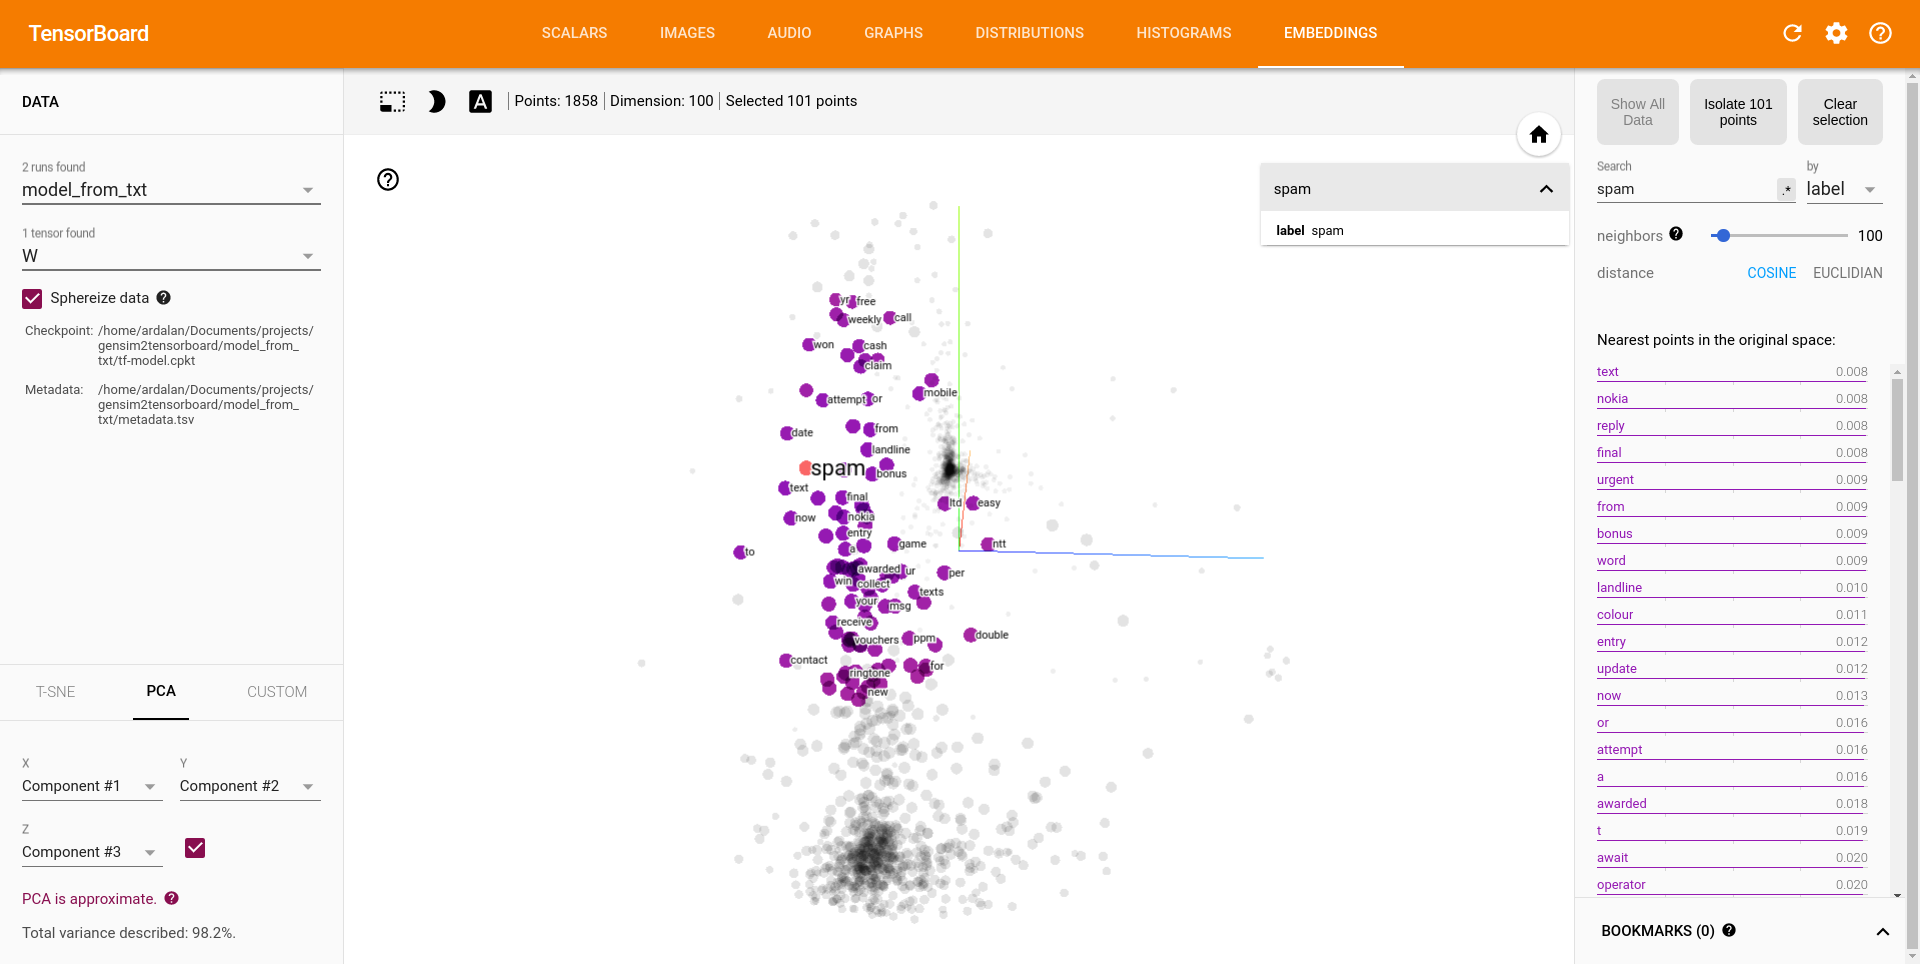 TensorBoard
SCALARS IMAGES AUDIO GRAPHS DISTRIBUTIONS HISTOGRAMS EMBEDDINGS
DATA
2 runs found
model_from_txt
1 tensor found
W
Sphereize data
Checkpoint: /home/ardalan/Documents/projects/
gensim2tensorboard/model_from_
txt/tf-model.cpkt
Metadata: /home/ardalan/Documents/projects/
gensim2tensorboard/model_from_
txt/metadata.tsv
T-SNE PCA CUSTOM
X Y
Component #1 Component #2
Z
Component #3
PCA is approximate.
Total variance described: 98.2%.
A Points: 1858 Dimension: 100 Selected 101 points
spam
label spam
yr free
weekly call
won cash
claim
mobile
attempt or
date from
landline
spam
bonus
text
final
ltd easy
now nokia
entry
a game ntt
to
awarded ur per
win collect
texts
your msg
receive
vouchers ppm double
contact for
ringtone
new
Show All
Data
Isolate 101
points
Clear
selection
Search by
spam .* label
neighbors 100
distance COSINE EUCLIDIAN
Nearest points in the original space:
text 0.008
nokia 0.008
reply 0.008
final 0.008
urgent 0.009
from 0.009
bonus 0.009
word 0.009
landline 0.010
colour 0.011
entry 0.012
update 0.012
now 0.013
or 0.016
attempt 0.016
a 0.016
awarded 0.018
t 0.019
await 0.020
operator 0.020
BOOKMARKS (0)